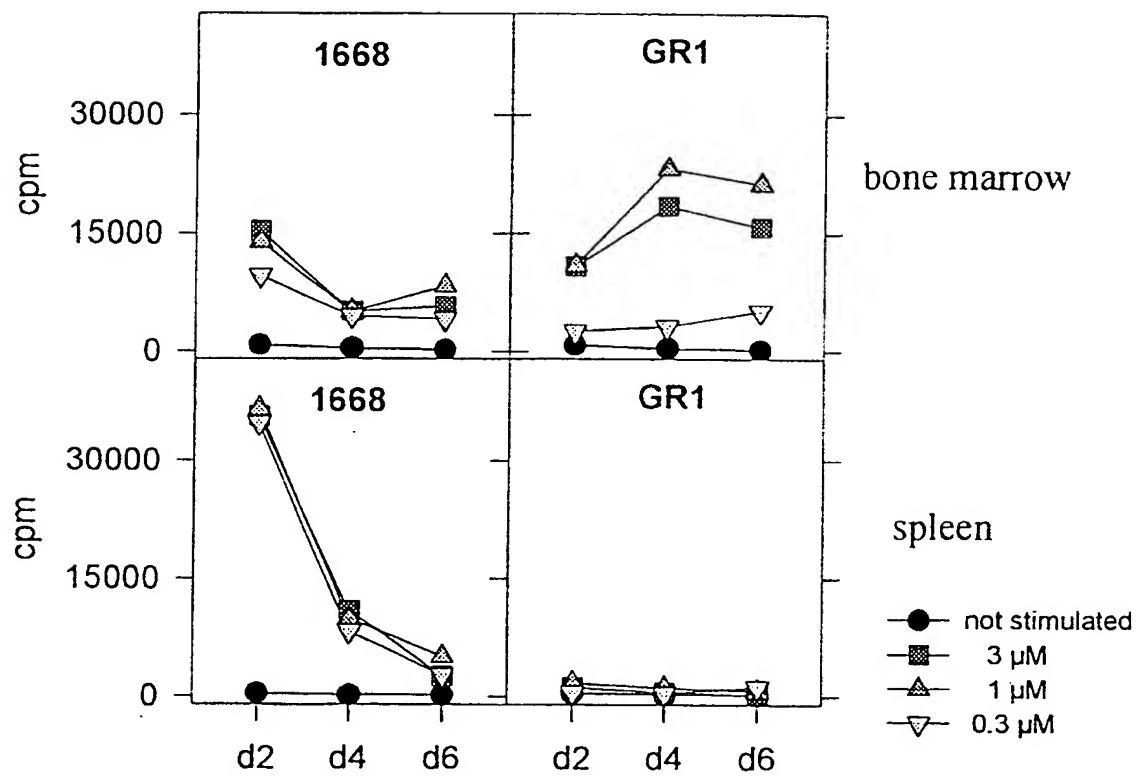 1668 GR1
30000
cpm
15000
0
bone marrow
1668 GR1
30000
cpm
15000
0
spleen
not stimulated
3 µM
1 µM
0.3 µM
d2 d4 d6 d2 d4 d6